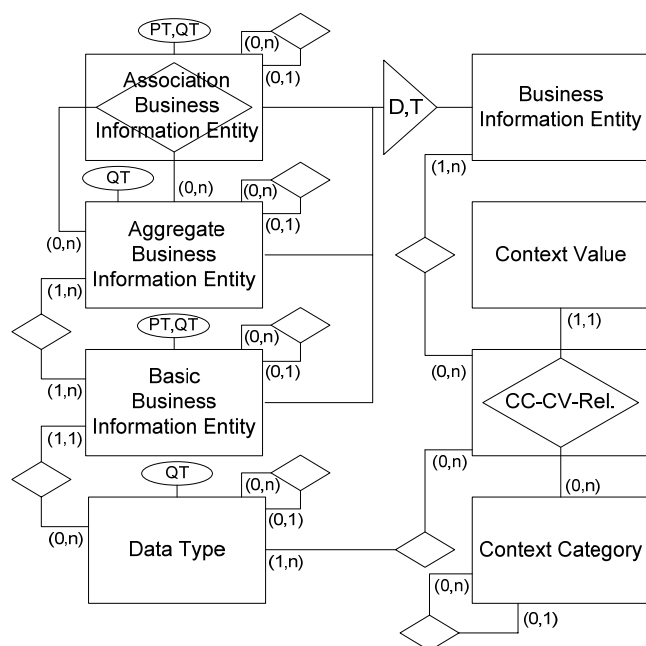 PT,QT
(0,n)
(0,1)
Association
Business
Information Entity
D,T
Business
Information Entity
QT
(0,n)
(0,n)
(0,1)
(1,n)
(0,n)
Aggregate
Business
Information Entity
Context Value
(1,n)
PT,QT
(0,n)
(0,1)
(1,1)
(1,n)
Basic
Business
Information Entity
(0,n)
CC-CV-Rel.
(1,1)
QT
(0,n)
(0,1)
(0,n)
(0,n)
(0,n)
Data Type
(1,n)
Context Category
(0,n)
(0,1)